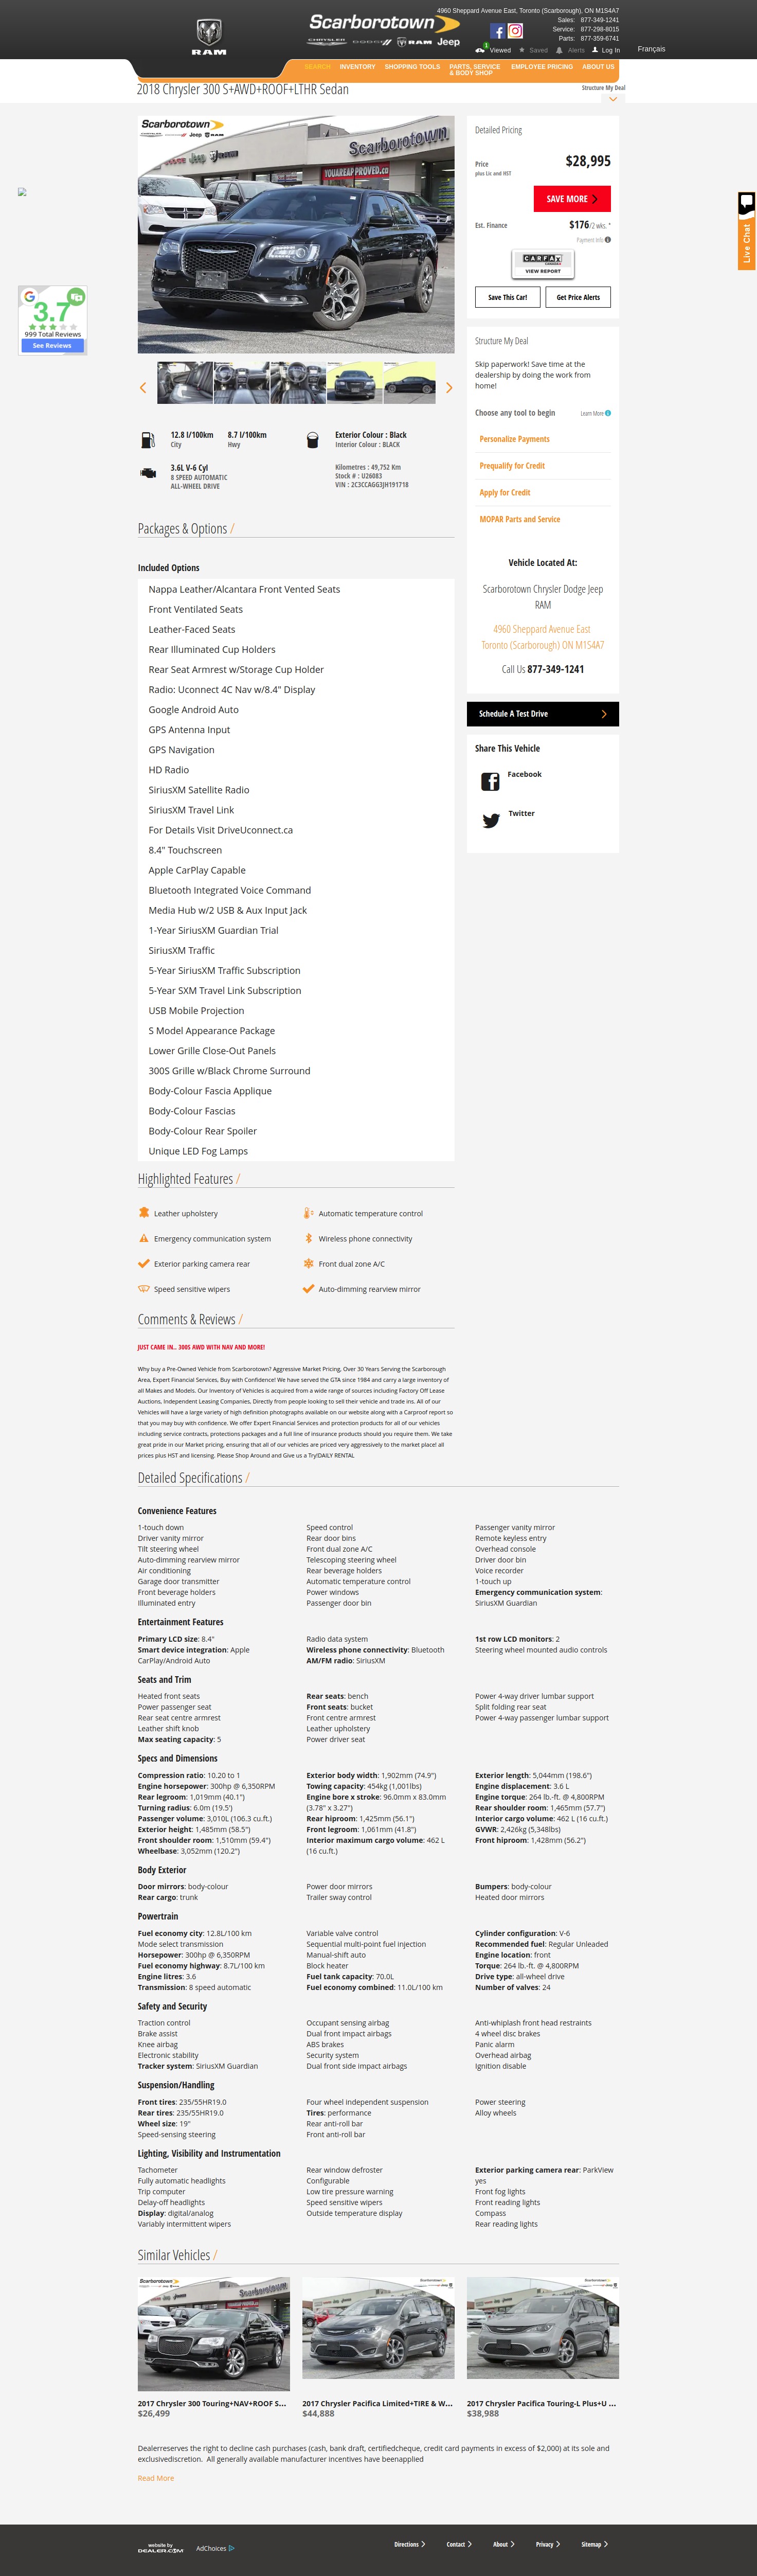 4960 Sheppard Avenue East, Toronto (Scarborough), ON M1S4A7
Sales: 877-349-1241
Service: 877-298-8015
Parts: 877-359-6741
Scarborotown
CHRYSLER DODGE RAM Jeep
RAM
1 Viewed Saved Alerts Log In Français
SEARCH INVENTORY SHOPPING TOOLS PARTS, SERVICE & BODY SHOP EMPLOYEE PRICING ABOUT US
2018 Chrysler 300 S+AWD+ROOF+LTHR Sedan
Structure My Deal
Scarborotown
YOUAREAPPROVED.ca
Detailed Pricing
Price $28,995
plus Lic and HST
SAVE MORE
Est. Finance $176/2 wks. *
Payment Info
CARFAX CANADA
VIEW REPORT
Save This Car! Get Price Alerts
Live Chat
3.7
999 Total Reviews
See Reviews
Structure My Deal
Skip paperwork! Save time at the
dealership by doing the work from
home!
Choose any tool to begin Learn More
Personalize Payments
Prequalify for Credit
Apply for Credit
MOPAR Parts and Service
Vehicle Located At:
Scarborotown Chrysler Dodge Jeep
RAM
4960 Sheppard Avenue East
Toronto (Scarborough) ON M1S4A7
Call Us 877-349-1241
Schedule A Test Drive
Share This Vehicle
Facebook
Twitter
12.8 l/100km 8.7 l/100km
City Hwy
3.6L V-6 Cyl
8 SPEED AUTOMATIC
ALL-WHEEL DRIVE
Exterior Colour : Black
Interior Colour : BLACK
Kilometres : 49,752 Km
Stock # : U26083
VIN : 2C3CCAGG3JH191718
Packages & Options /
Included Options
Nappa Leather/Alcantara Front Vented Seats
Front Ventilated Seats
Leather-Faced Seats
Rear Illuminated Cup Holders
Rear Seat Armrest w/Storage Cup Holder
Radio: Uconnect 4C Nav w/8.4" Display
Google Android Auto
GPS Antenna Input
GPS Navigation
HD Radio
SiriusXM Satellite Radio
SiriusXM Travel Link
For Details Visit DriveUconnect.ca
8.4" Touchscreen
Apple CarPlay Capable
Bluetooth Integrated Voice Command
Media Hub w/2 USB & Aux Input Jack
1-Year SiriusXM Guardian Trial
SiriusXM Traffic
5-Year SiriusXM Traffic Subscription
5-Year SXM Travel Link Subscription
USB Mobile Projection
S Model Appearance Package
Lower Grille Close-Out Panels
300S Grille w/Black Chrome Surround
Body-Colour Fascia Applique
Body-Colour Fascias
Body-Colour Rear Spoiler
Unique LED Fog Lamps
Highlighted Features /
Leather upholstery Automatic temperature control
Emergency communication system Wireless phone connectivity
Exterior parking camera rear Front dual zone A/C
Speed sensitive wipers Auto-dimming rearview mirror
Comments & Reviews /
JUST CAME IN.. 300S AWD WITH NAV AND MORE!
Why buy a Pre-Owned Vehicle from Scarborotown? Aggressive Market Pricing, Over 30 Years Serving the Scarborough
Area, Expert Financial Services, Buy with Confidence! We have served the GTA since 1984 and carry a large inventory of
all Makes and Models. Our Inventory of Vehicles is acquired from a wide range of sources including Factory Off Lease
Auctions, Independent Leasing Companies, Directly from people looking to sell their vehicle and trade ins. All of our
Vehicles will have a large variety of high definition photographs available on our website along with a Carproof report so
that you may buy with confidence. We offer Expert Financial Services and protection products for all of our vehicles
including service contracts, protections packages and a full line of insurance products should you require them. We take
great pride in our Market pricing, ensuring that all of our vehicles are priced very aggressively to the market place! all
prices plus HST and licensing. Please Shop Around and Give us a Try!DAILY RENTAL
Detailed Specifications /
Convenience Features
1-touch down Speed control Passenger vanity mirror
Driver vanity mirror Rear door bins Remote keyless entry
Tilt steering wheel Front dual zone A/C Overhead console
Auto-dimming rearview mirror Telescoping steering wheel Driver door bin
Air conditioning Rear beverage holders Voice recorder
Garage door transmitter Automatic temperature control 1-touch up
Front beverage holders Power windows Emergency communication system:
Illuminated entry Passenger door bin SiriusXM Guardian
Entertainment Features
Primary LCD size: 8.4" Radio data system 1st row LCD monitors: 2
Smart device integration: Apple Wireless phone connectivity: Bluetooth Steering wheel mounted audio controls
CarPlay/Android Auto AM/FM radio: SiriusXM
Seats and Trim
Heated front seats Rear seats: bench Power 4-way driver lumbar support
Power passenger seat Front seats: bucket Split folding rear seat
Rear seat centre armrest Front centre armrest Power 4-way passenger lumbar support
Leather shift knob Leather upholstery
Max seating capacity: 5 Power driver seat
Specs and Dimensions
Compression ratio: 10.20 to 1 Exterior body width: 1,902mm (74.9") Exterior length: 5,044mm (198.6")
Engine horsepower: 300hp @ 6,350RPM Towing capacity: 454kg (1,001lbs) Engine displacement: 3.6 L
Rear legroom: 1,019mm (40.1") Engine bore x stroke: 96.0mm x 83.0mm Engine torque: 264 lb.-ft. @ 4,800RPM
Turning radius: 6.0m (19.5') (3.78" x 3.27") Rear shoulder room: 1,465mm (57.7")
Passenger volume: 3,010L (106.3 cu.ft.) Rear hiproom: 1,425mm (56.1") Interior cargo volume: 462 L (16 cu.ft.)
Exterior height: 1,485mm (58.5") Front legroom: 1,061mm (41.8") GVWR: 2,426kg (5,348lbs)
Front shoulder room: 1,510mm (59.4") Interior maximum cargo volume: 462 L Front hiproom: 1,428mm (56.2")
Wheelbase: 3,052mm (120.2") (16 cu.ft.)
Body Exterior
Door mirrors: body-colour Power door mirrors Bumpers: body-colour
Rear cargo: trunk Trailer sway control Heated door mirrors
Powertrain
Fuel economy city: 12.8L/100 km Variable valve control Cylinder configuration: V-6
Mode select transmission Sequential multi-point fuel injection Recommended fuel: Regular Unleaded
Horsepower: 300hp @ 6,350RPM Manual-shift auto Engine location: front
Fuel economy highway: 8.7L/100 km Block heater Torque: 264 lb.-ft. @ 4,800RPM
Engine litres: 3.6 Fuel tank capacity: 70.0L Drive type: all-wheel drive
Transmission: 8 speed automatic Fuel economy combined: 11.0L/100 km Number of valves: 24
Safety and Security
Traction control Occupant sensing airbag Anti-whiplash front head restraints
Brake assist Dual front impact airbags 4 wheel disc brakes
Knee airbag ABS brakes Panic alarm
Electronic stability Security system Overhead airbag
Tracker system: SiriusXM Guardian Dual front side impact airbags Ignition disable
Suspension/Handling
Front tires: 235/55HR19.0 Four wheel independent suspension Power steering
Rear tires: 235/55HR19.0 Tires: performance Alloy wheels
Wheel size: 19" Rear anti-roll bar
Speed-sensing steering Front anti-roll bar
Lighting, Visibility and Instrumentation
Tachometer Rear window defroster Exterior parking camera rear: ParkView
Fully automatic headlights Configurable yes
Trip computer Low tire pressure warning Front fog lights
Delay-off headlights Speed sensitive wipers Front reading lights
Display: digital/analog Outside temperature display Compass
Variably intermittent wipers Rear reading lights
Similar Vehicles /
2017 Chrysler 300 Touring+NAV+ROOF S... 2017 Chrysler Pacifica Limited+TIRE & W... 2017 Chrysler Pacifica Touring-L Plus+U ...
$26,499 $44,888 $38,988
Dealerreserves the right to decline cash purchases (cash, bank draft, certifiedcheque, credit card payments in excess of $2,000) at its sole and
exclusivediscretion. All generally available manufacturer incentives have beenapplied
Read More
website by
DEALER.COM
AdChoices
Directions Contact About Privacy Sitemap